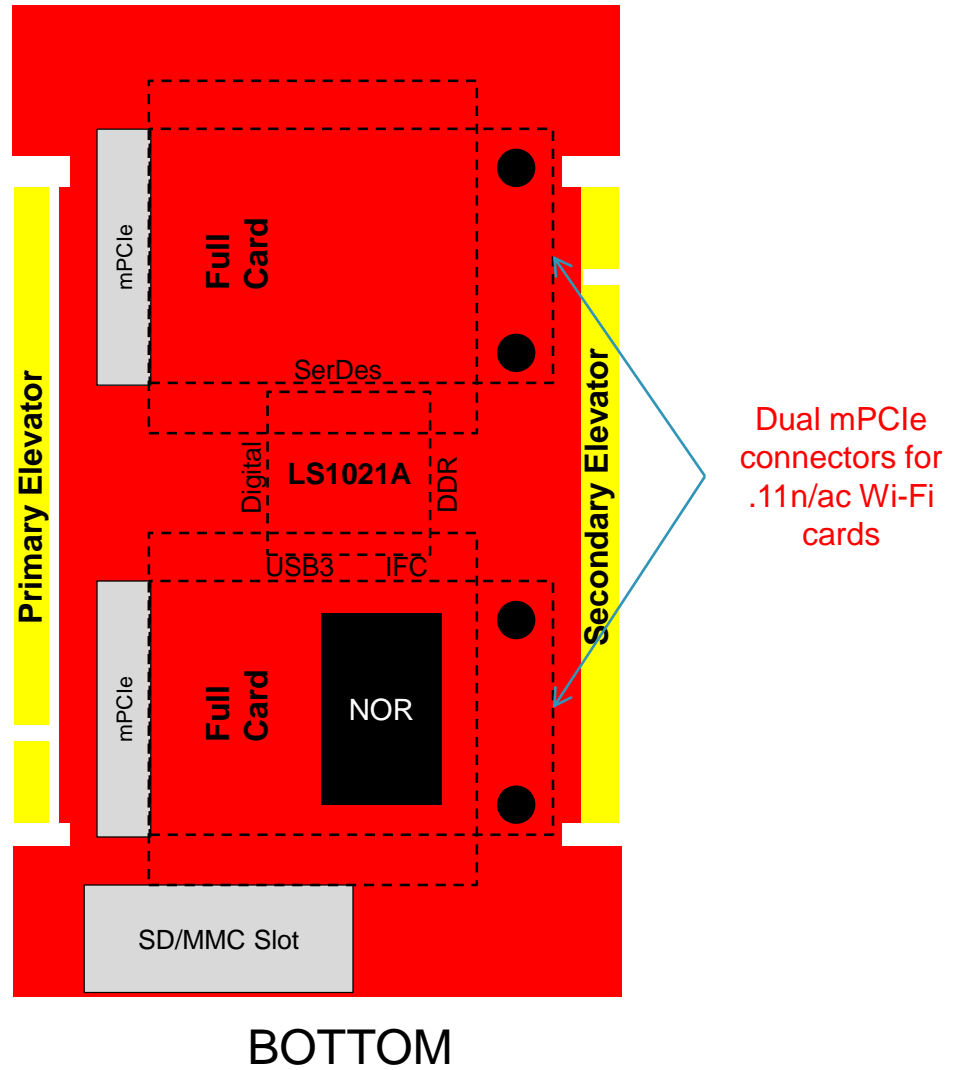 mPCIe
Full
Card
SerDes
Primary Elevator
Digital
LS1021A
DDR
Secondary Elevator
Dual mPCIe
connectors for
.11n/ac Wi-Fi
cards
USB3
IFC
mPCIe
Full
Card
NOR
SD/MMC Slot
BOTTOM